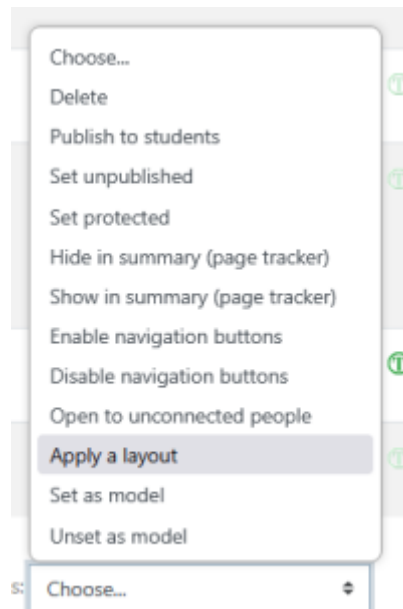 Choose...
Delete
Publish to students
Set unpublished
Set protected
Hide in summary (page tracker)
Show in summary (page tracker)
Enable navigation buttons
Disable navigation buttons
Open to unconnected people
Apply a layout
Set as model
Unset as model
s: Choose...